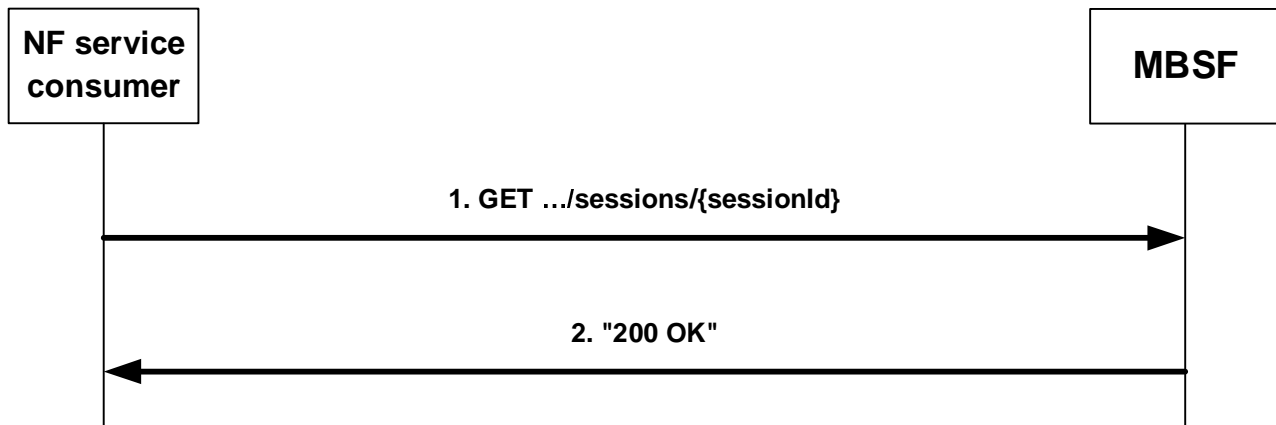 NF service
consumer
MBSF
1. GET …/sessions/{sessionId}
2. "200 OK"